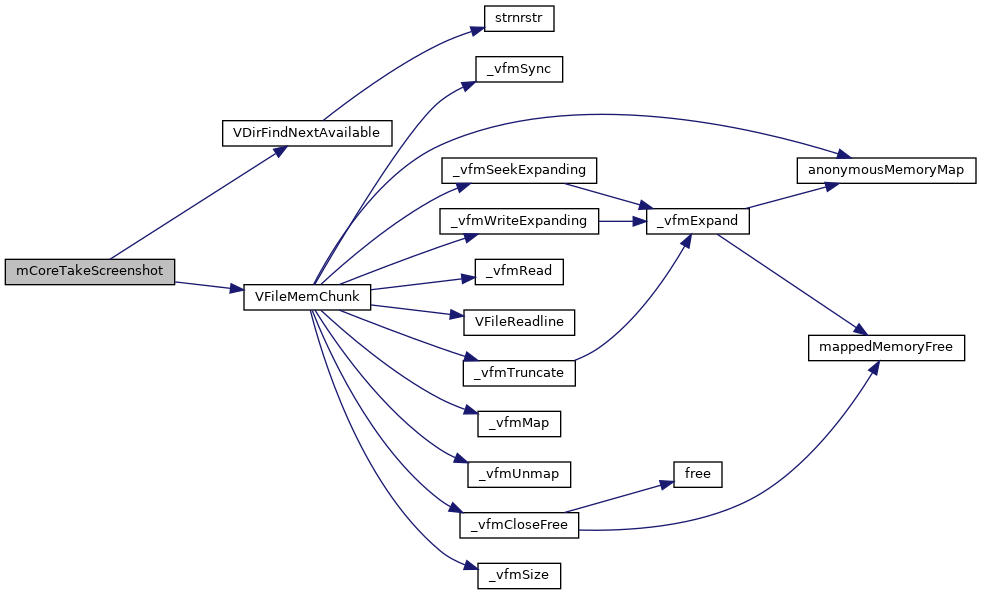 strnrstr
_vfmSync
VDirFindNextAvailable
_vfmSeekExpanding
anonymousMemoryMap
_vfmWriteExpanding
_vfmExpand
mCoreTakeScreenshot
_vfmRead
VFileMemChunk
VFileReadline
mappedMemoryFree
_vfmTruncate
_vfmMap
_vfmUnmap
free
_vfmCloseFree
_vfmSize